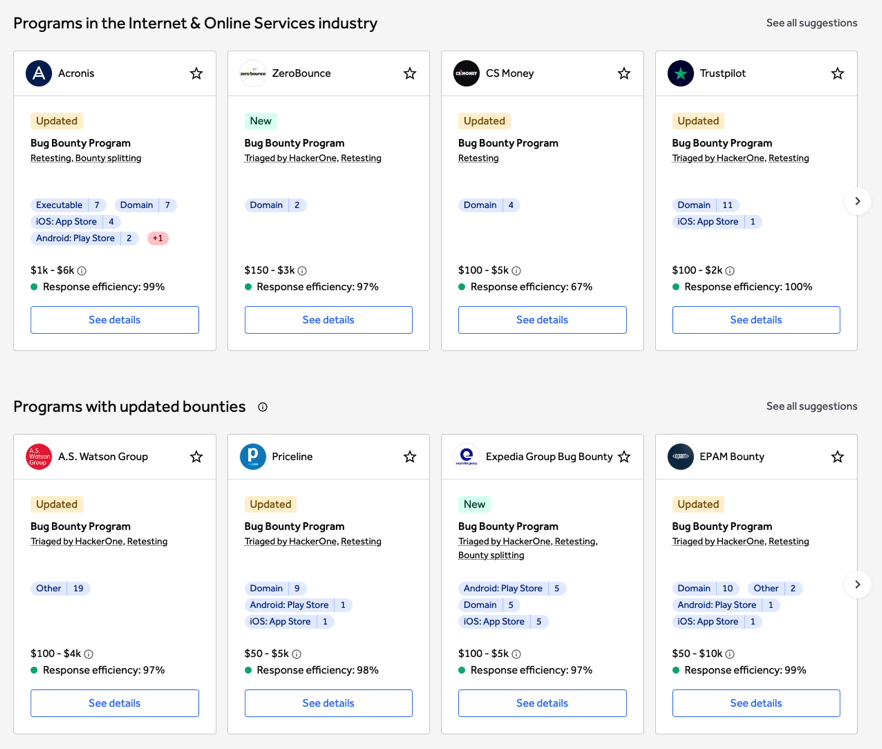 Programs in the Internet & Online Services industry
See all suggestions
Acronis
Updated
Bug Bounty Program
Retesting, Bounty splitting
Executable 7 Domain 7
iOS: App Store 4
Android: Play Store 2 +1
$1k - $6k
Response efficiency: 99%
See details
zerobounce
ZeroBounce
New
Bug Bounty Program
Triaged by HackerOne, Retesting
Domain 2
$150 - $3k
Response efficiency: 97%
See details
CS.MONEY
CS Money
Updated
Bug Bounty Program
Retesting
Domain 4
$100 - $5k
Response efficiency: 67%
See details
Trustpilot
Updated
Bug Bounty Program
Triaged by HackerOne, Retesting
Domain 11
iOS: App Store 1
$100 - $2k
Response efficiency: 100%
See details
Programs with updated bounties
See all suggestions
A.S.
Watson
Group
A.S. Watson Group
Updated
Bug Bounty Program
Triaged by HackerOne, Retesting
Other 19
$100 - $4k
Response efficiency: 97%
See details
p
Priceline
Updated
Bug Bounty Program
Triaged by HackerOne, Retesting
Domain 9
Android: Play Store 1
iOS: App Store 1
$50 - $5k
Response efficiency: 98%
See details
expedia group
Expedia Group Bug Bounty
New
Bug Bounty Program
Triaged by HackerOne, Retesting,
Bounty splitting
Android: Play Store 5
Domain 5
iOS: App Store 5
$100 - $5k
Response efficiency: 97%
See details
<epam>
EPAM Bounty
Updated
Bug Bounty Program
Triaged by HackerOne, Retesting
Domain 10 Other 2
Android: Play Store 1
iOS: App Store 1
$50 - $10k
Response efficiency: 99%
See details